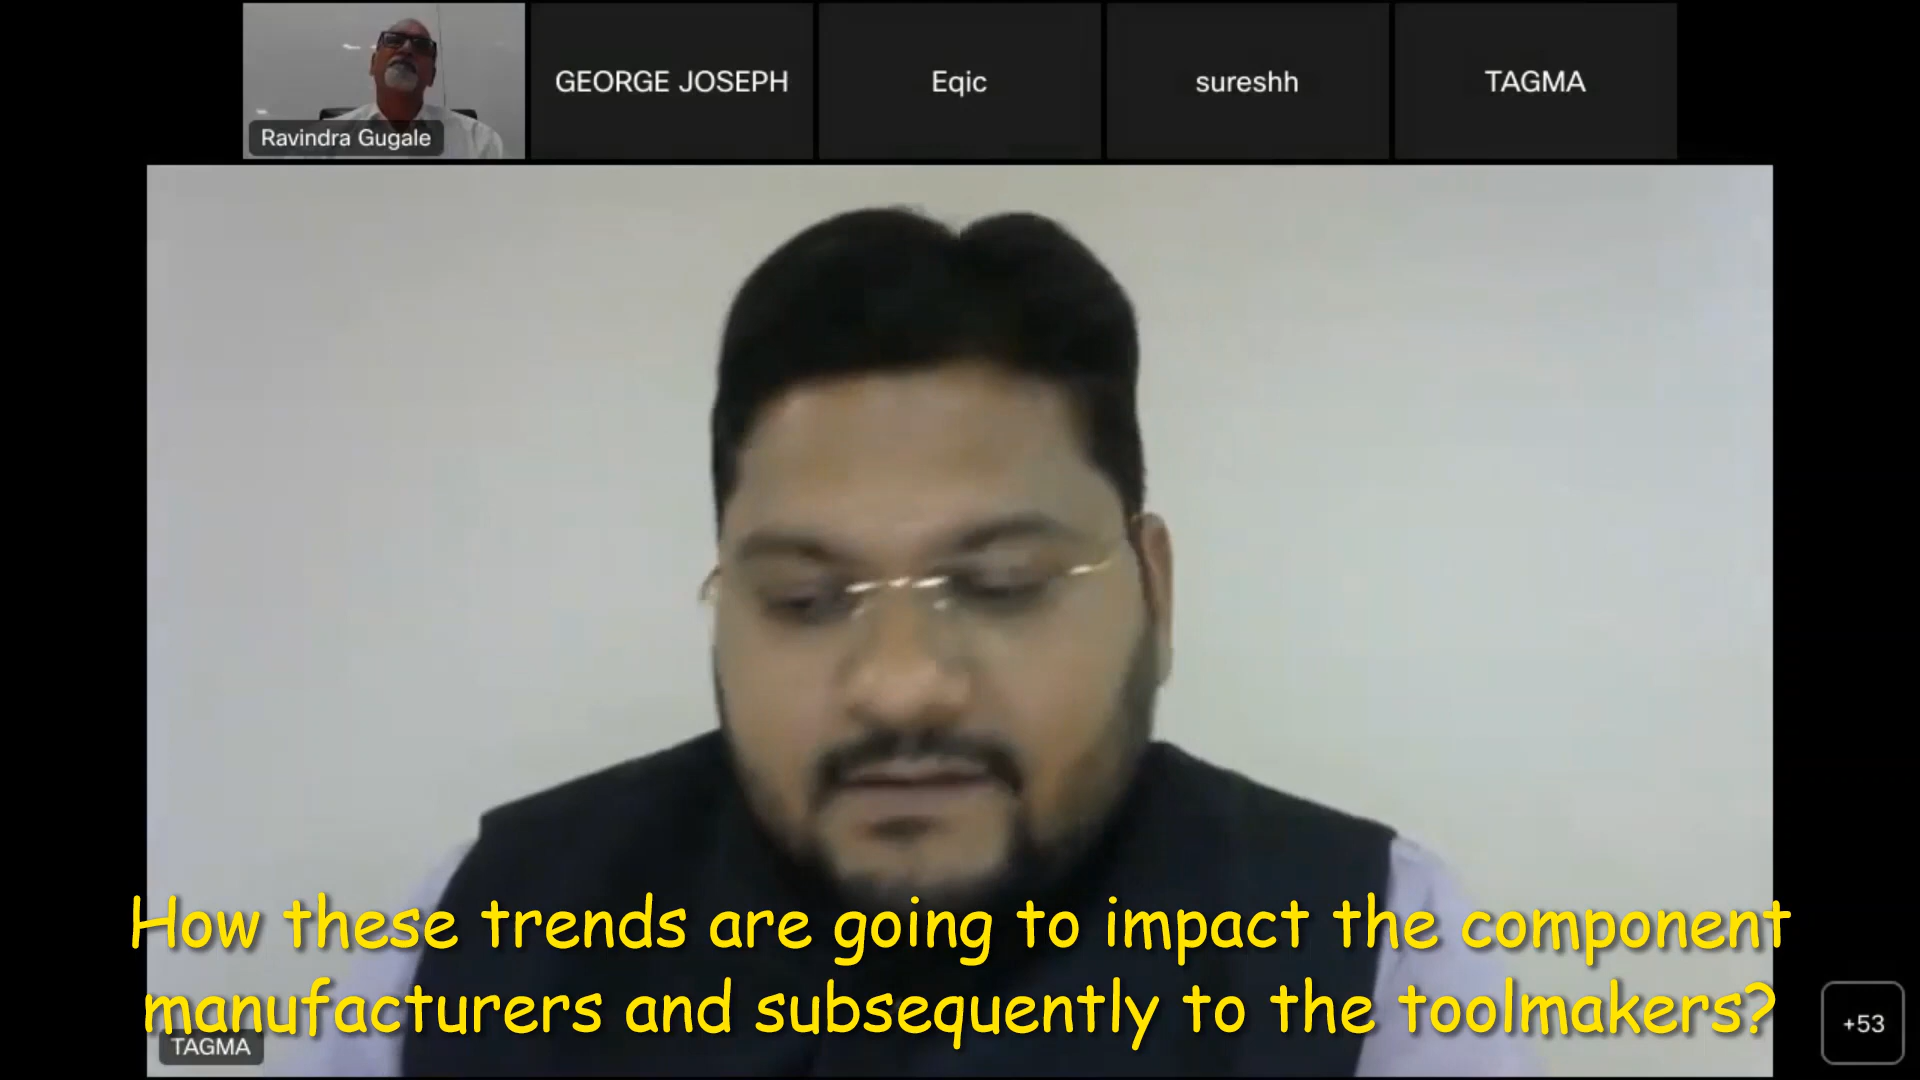 Ravindra Gugale
GEORGE JOSEPH
Eqic
sureshh
TAGMA
How these trends are going to impact the component
manufacturers and subsequently to the toolmakers?
TAGMA
+53